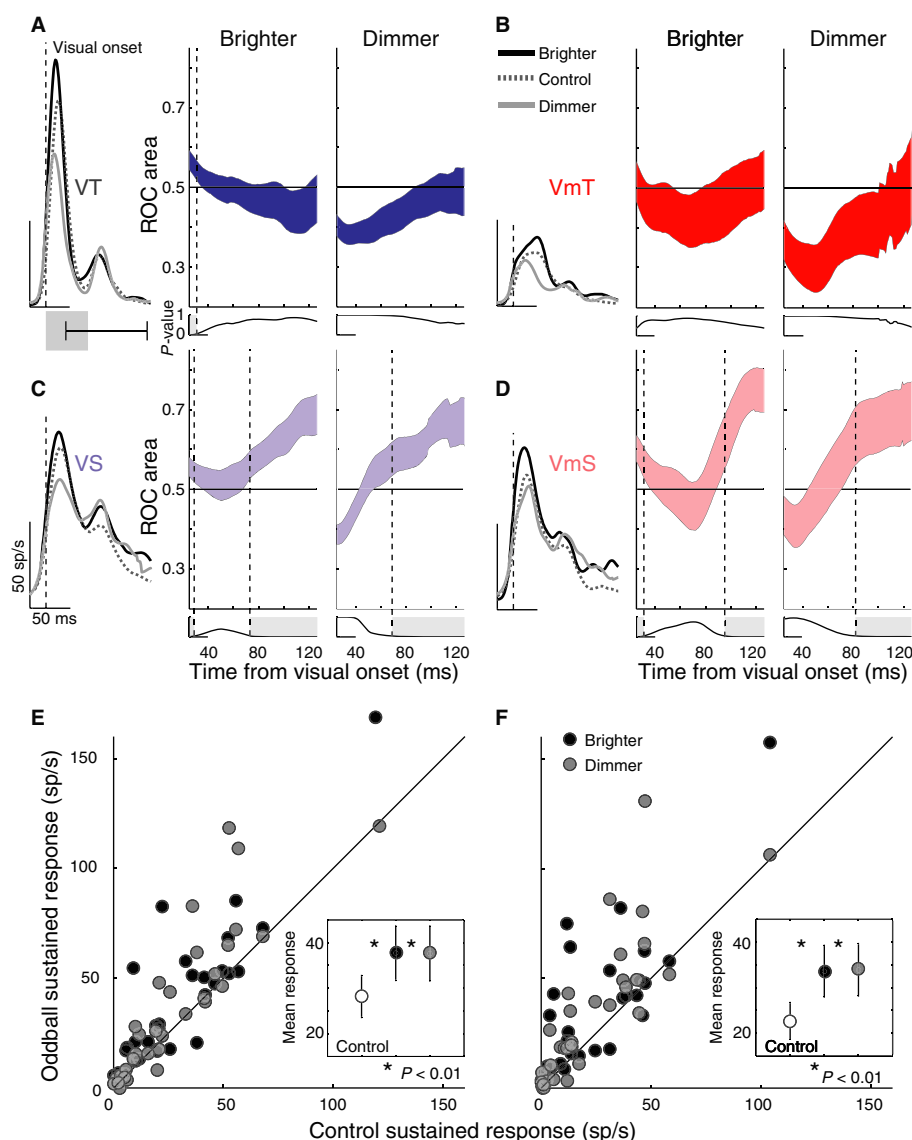 A
Visual onset
Brighter
Dimmer
B
Brighter
Control
Dimmer
Brighter
Dimmer
VT
ROC area
0.7
0.5
0.3
VmT
P-value
1
0
C
VS
ROC area
0.7
0.5
0.3
D
VmS
50 sp/s
50 ms
40 80 120
40 80 120
40 80 120
40 80 120
Time from visual onset (ms)
Time from visual onset (ms)
E
Oddball sustained response (sp/s)
150
100
50
0
0 50 100 150
Mean response
40
20
* *
Control
* P < 0.01
F
Brighter
Dimmer
150
100
50
0
0 50 100 150
Mean response
40
20
* *
Control
* P < 0.01
Control sustained response (sp/s)